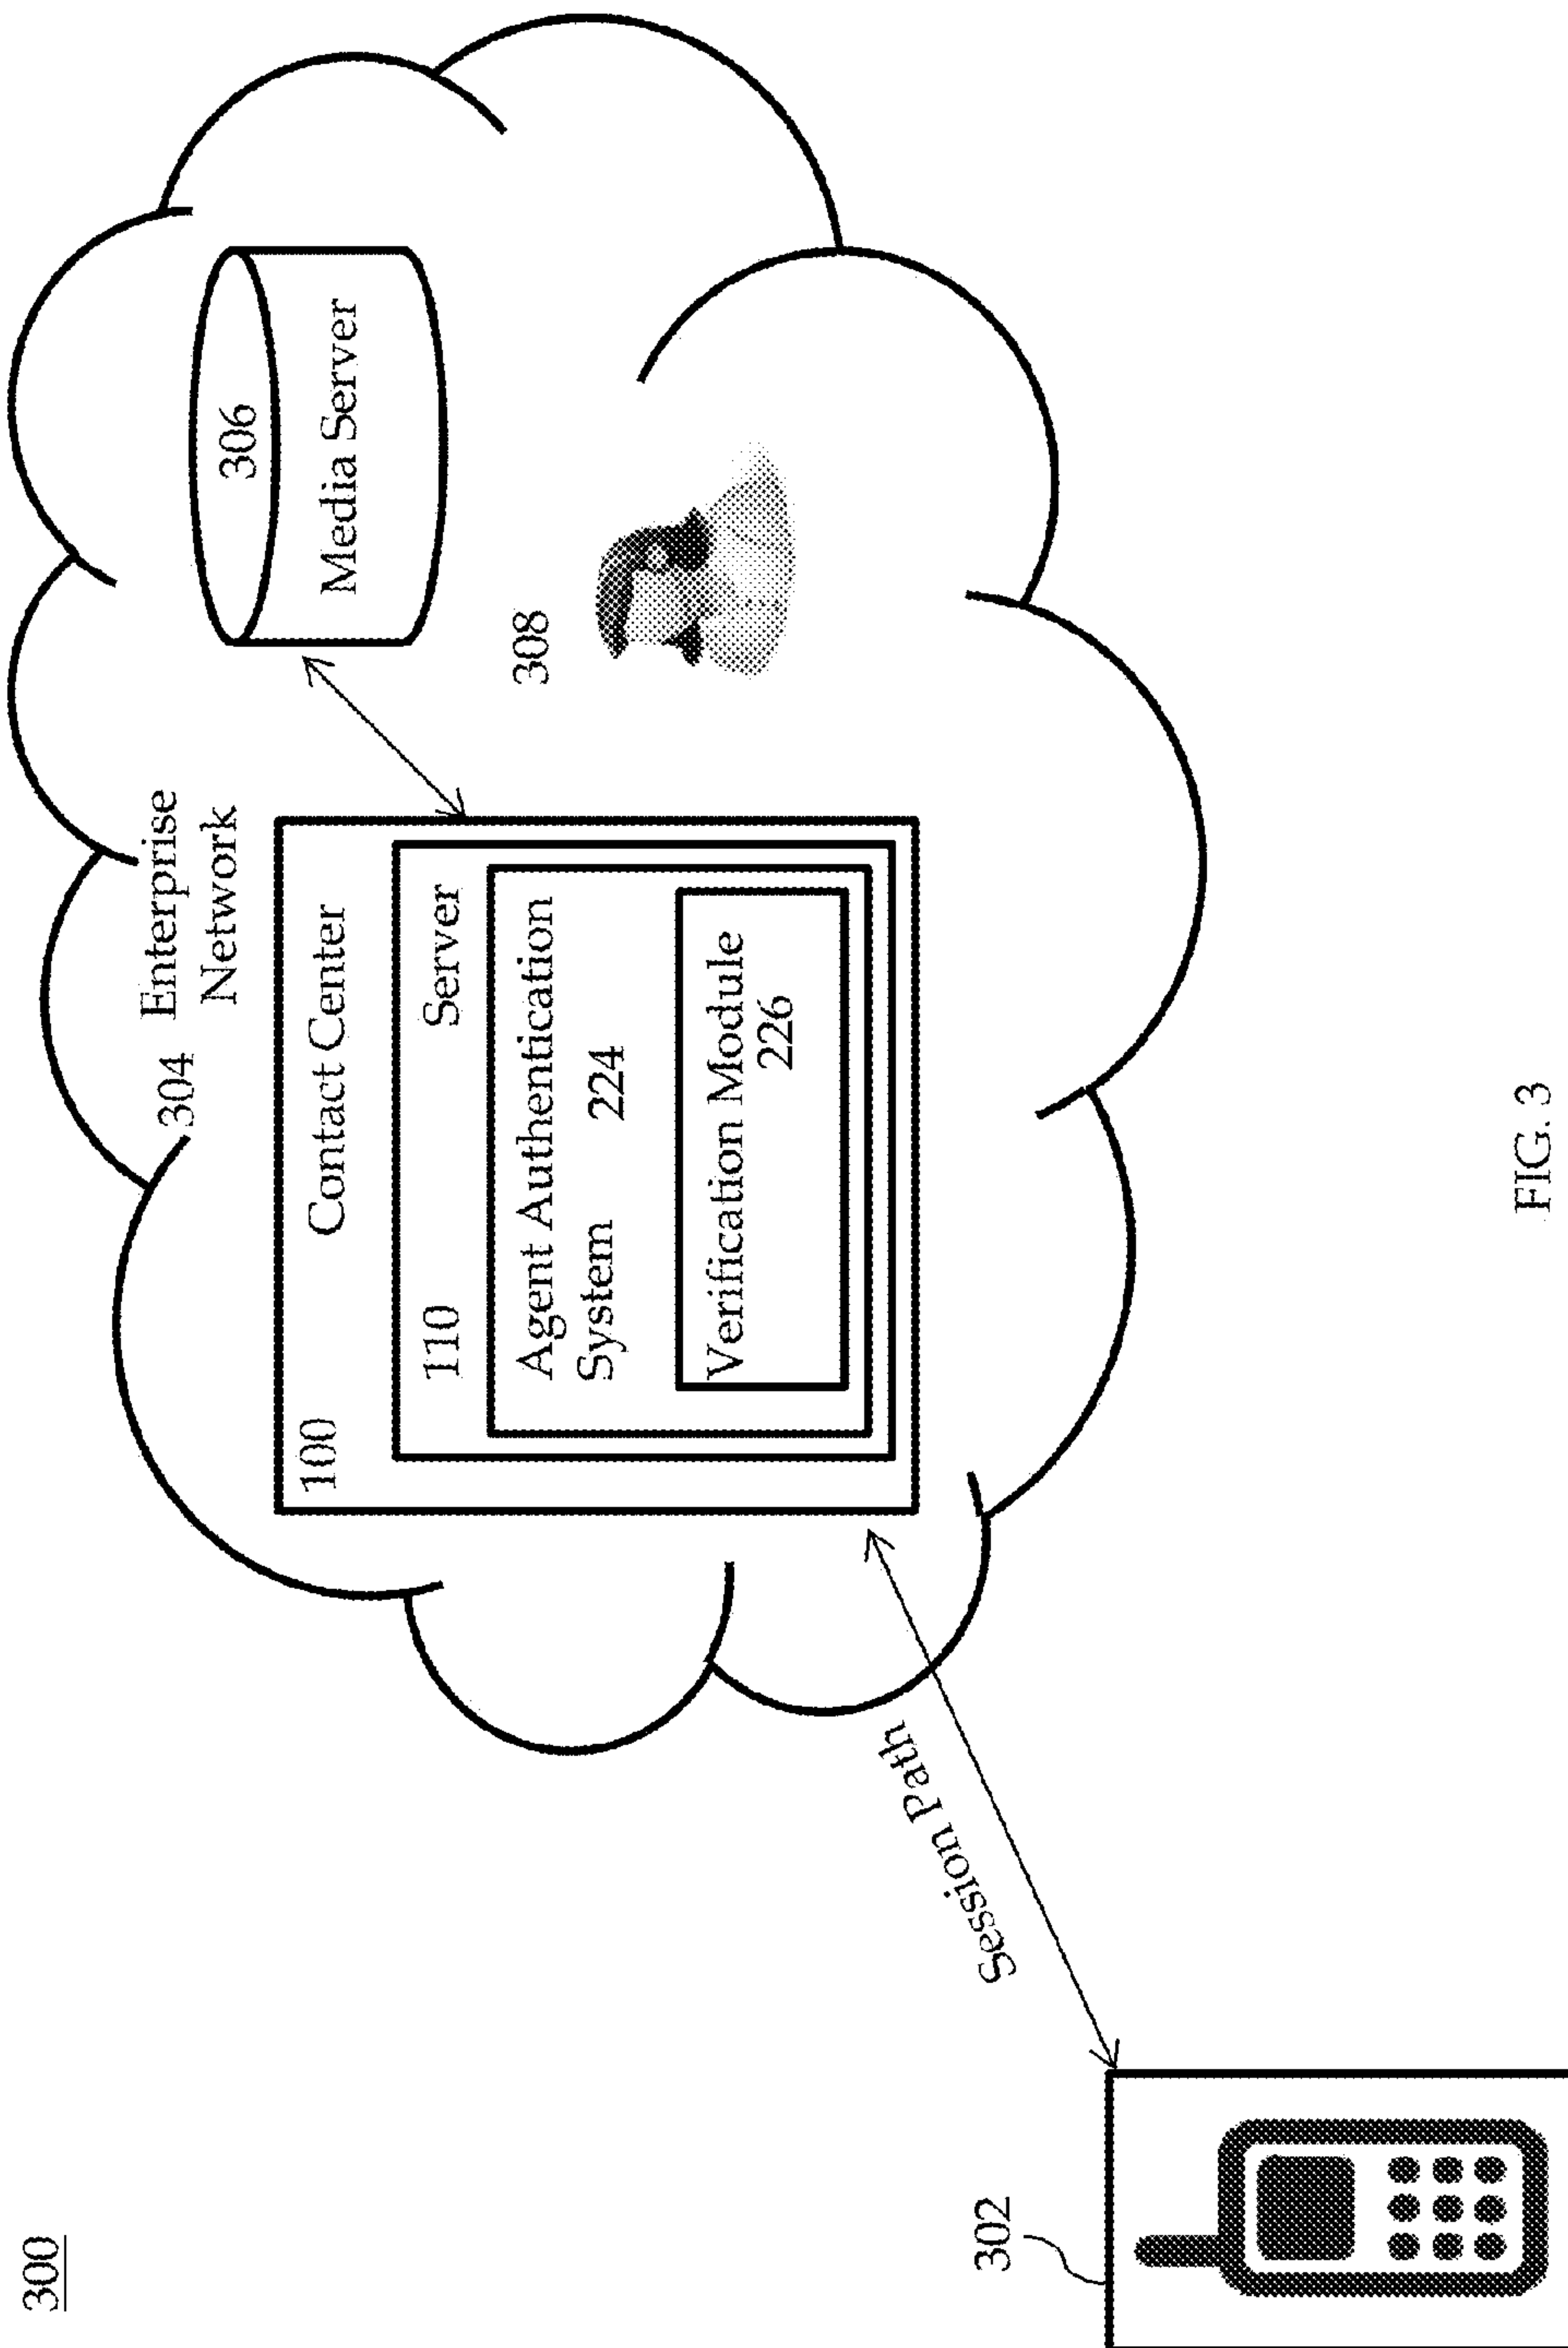 300
304 Enterprise
Network
306
Media Server
100 Contact Center
110 Server
Agent Authentication
System 224
Verification Module
226
308
Session Path
302
FIG. 3